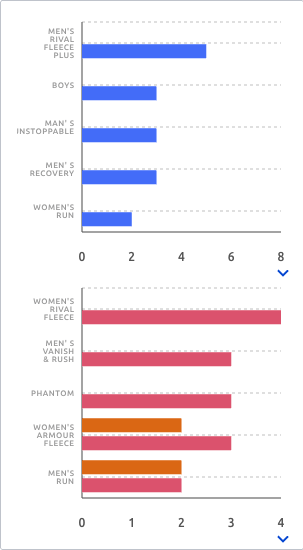 MEN'S
RIVAL
FLEECE
PLUS
BOYS
MAN' S
INSTOPPABLE
MEN' S
RECOVERY
WOMEN'S
RUN
0 2 4 6 8
WOMEN'S
RIVAL
FLEECE
MEN' S
VANISH
& RUSH
PHANTOM
WOMEN'S
ARMOUR
FLEECE
MEN'S
RUN
0 1 2 3 4